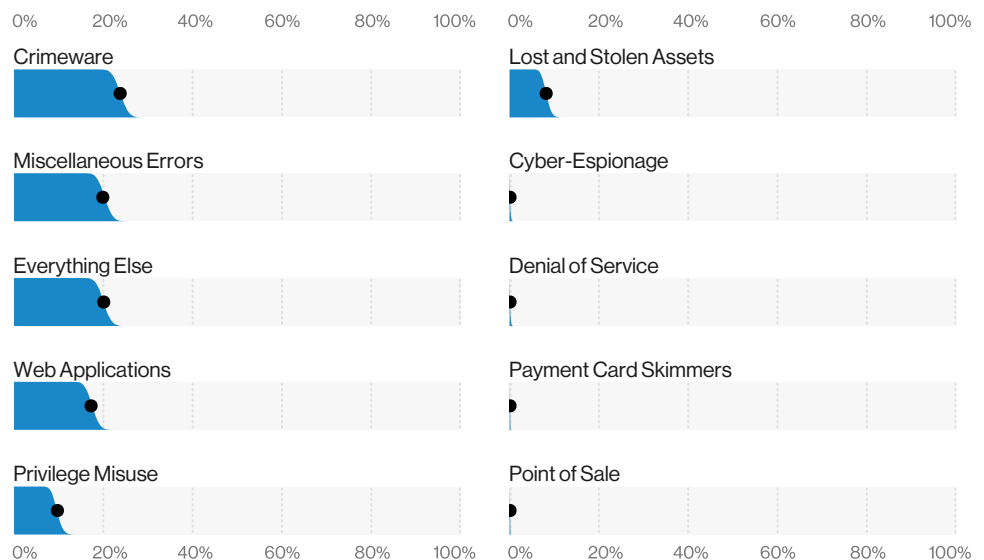 0% 20% 40% 60% 80% 100%
0% 20% 40% 60% 80% 100%
Crimeware
Lost and Stolen Assets
Miscellaneous Errors
Cyber-Espionage
Everything Else
Denial of Service
Web Applications
Payment Card Skimmers
Privilege Misuse
Point of Sale
0% 20% 40% 60% 80% 100%
0% 20% 40% 60% 80% 100%